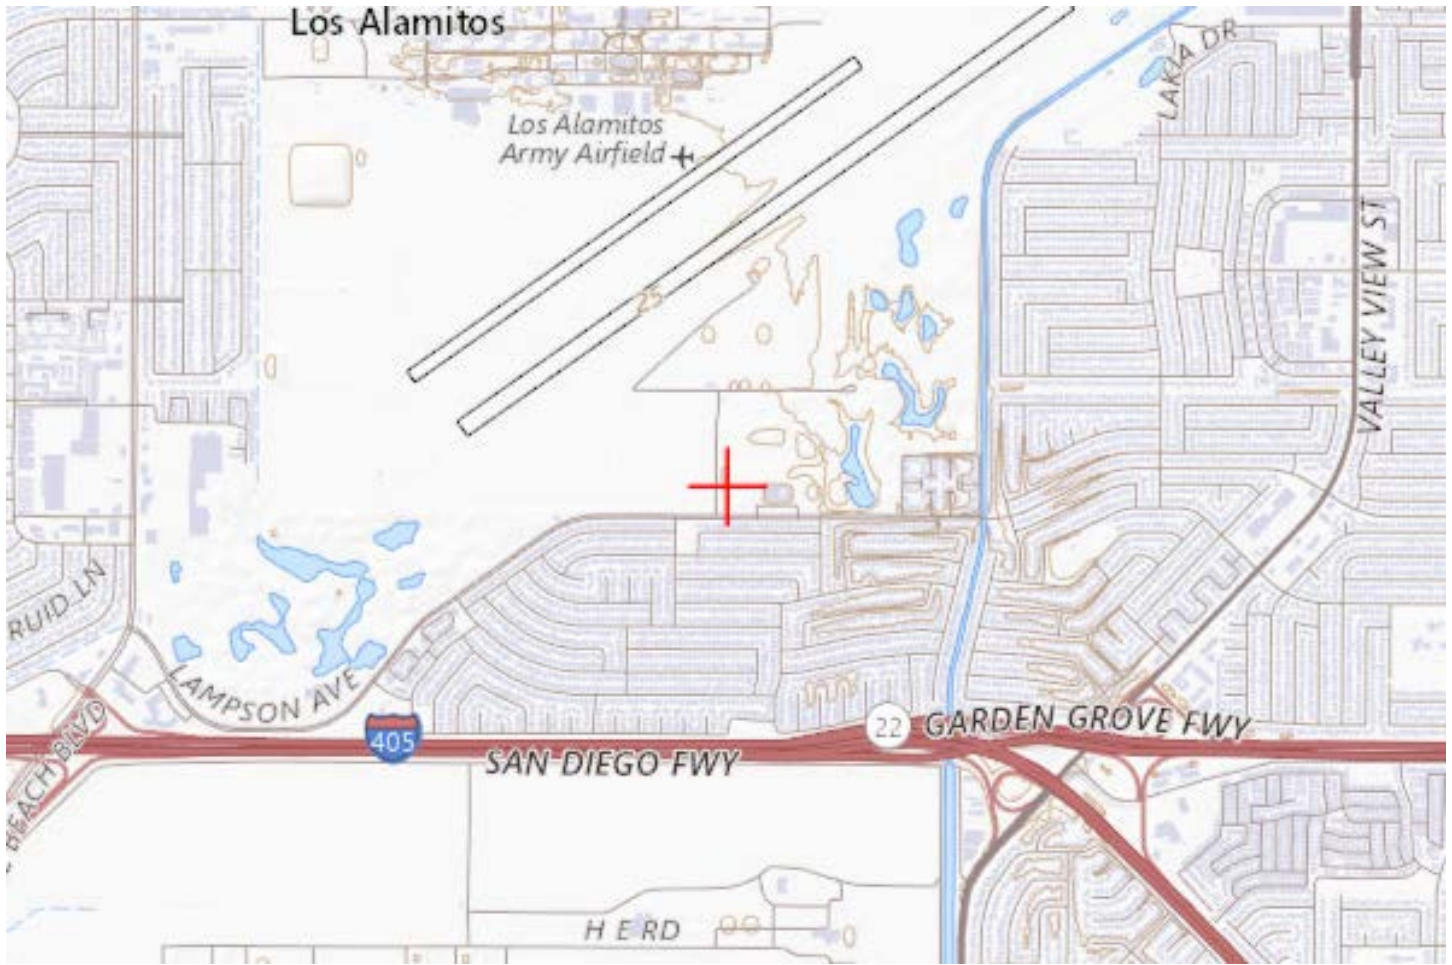 Los Alamitos
LAKIA DR
Los Alamitos
Army Airfield
VALLEY VIEW ST
25
RUID LN
LAMPSON AVE
BEACH BLVD
405
SAN DIEGO FWY
22
GARDEN GROVE FWY
H E RD